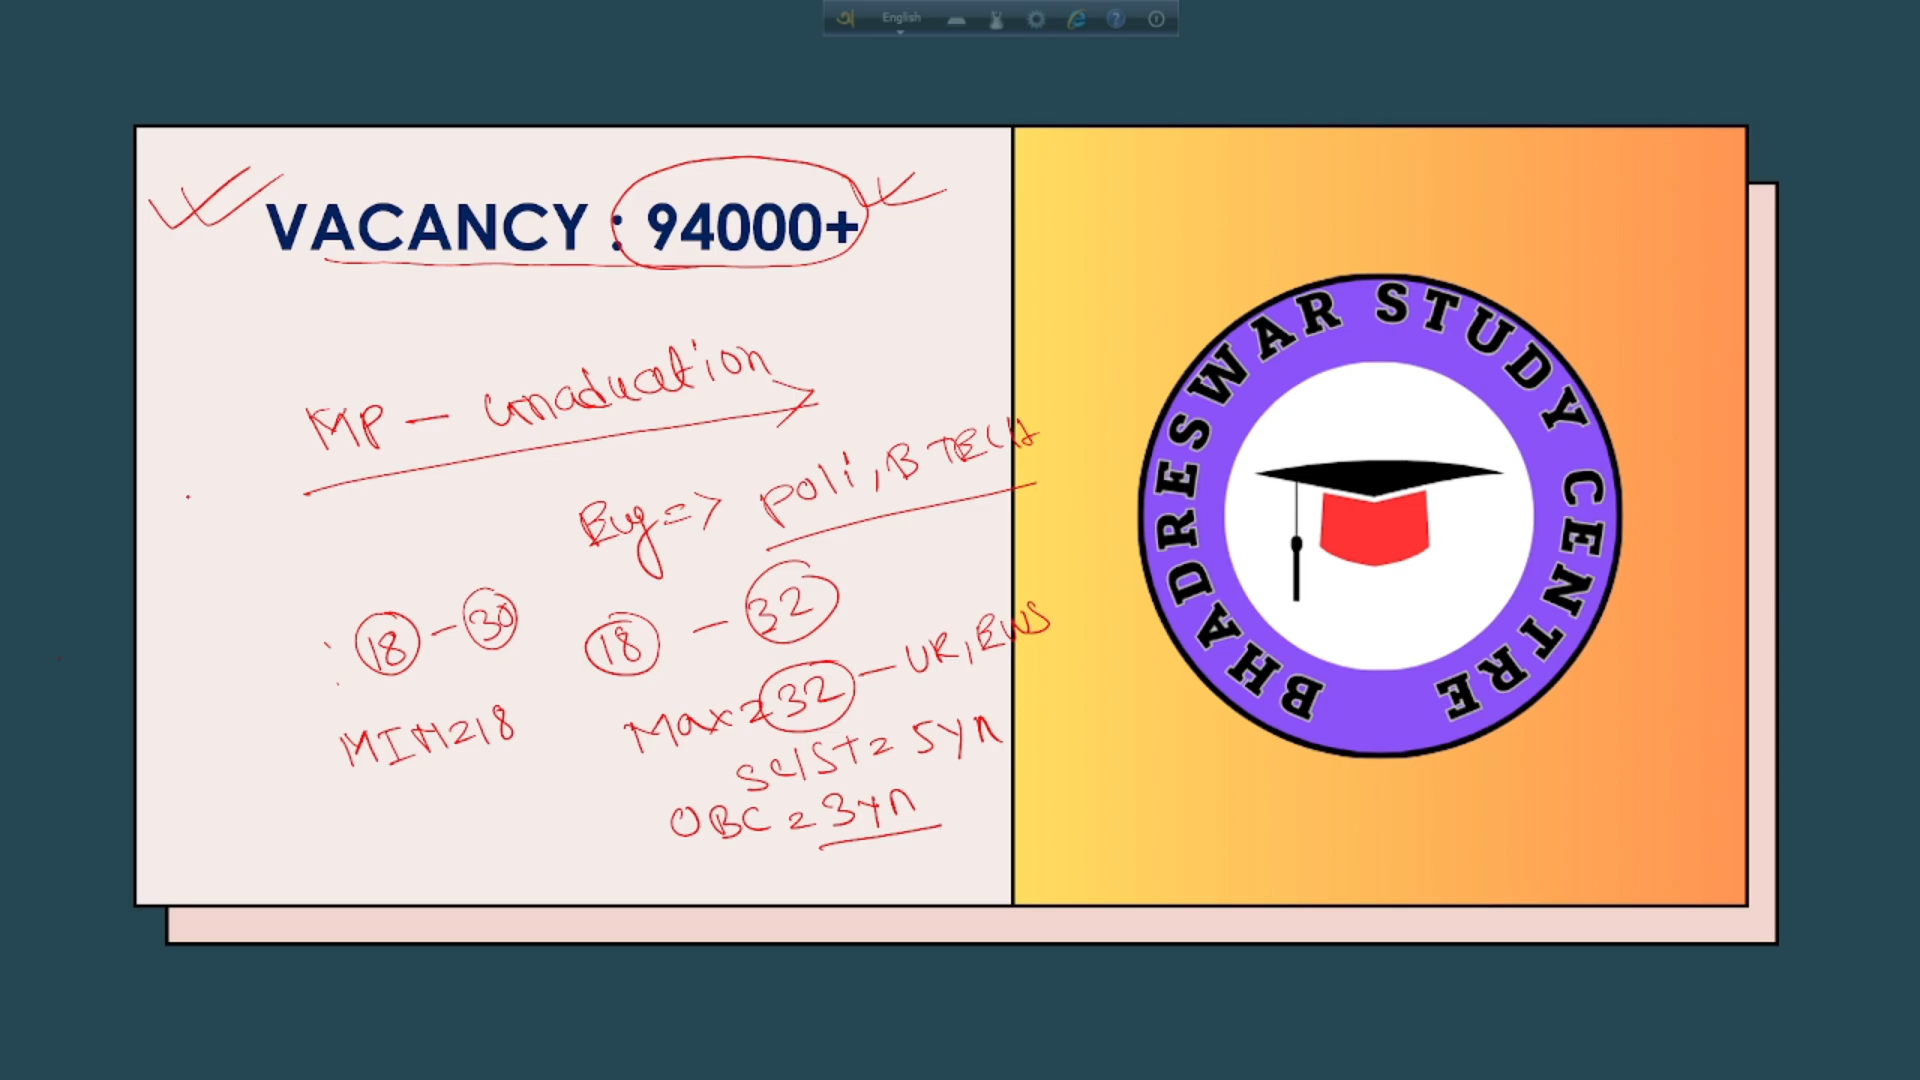 English
VACANCY : 94000+
MP - Graduation
Eng => poli, B TECH
18 - 30
18 - 32
MIN = 18
Max = 32 - UR, EWS
SC/ST = 5yr
OBC = 3yr
BHADRESWAR STUDY CENTRE